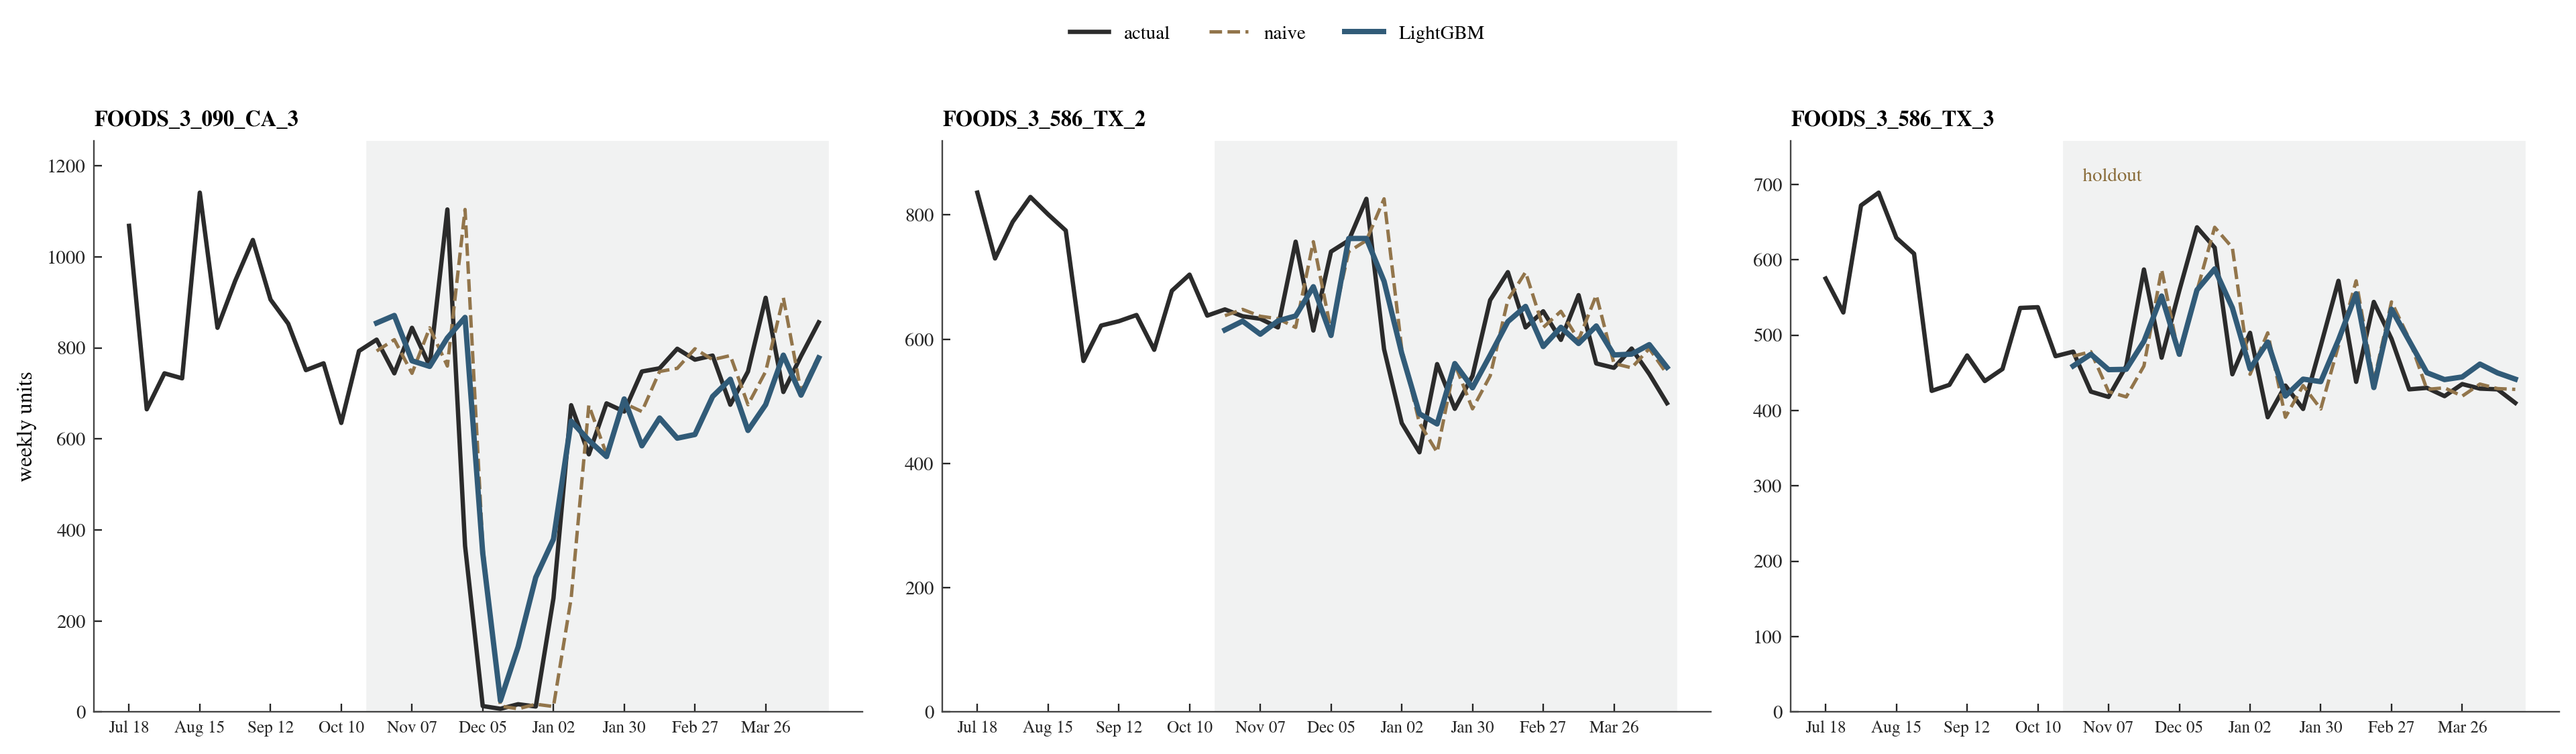 actual naive LightGBM
FOODS_3_090_CA_3
weekly units
1200
1000
800
600
400
200
0
Jul 18 Aug 15 Sep 12 Oct 10 Nov 07 Dec 05 Jan 02 Jan 30 Feb 27 Mar 26
FOODS_3_586_TX_2
800
600
400
200
0
Jul 18 Aug 15 Sep 12 Oct 10 Nov 07 Dec 05 Jan 02 Jan 30 Feb 27 Mar 26
FOODS_3_586_TX_3
holdout
700
600
500
400
300
200
100
0
Jul 18 Aug 15 Sep 12 Oct 10 Nov 07 Dec 05 Jan 02 Jan 30 Feb 27 Mar 26